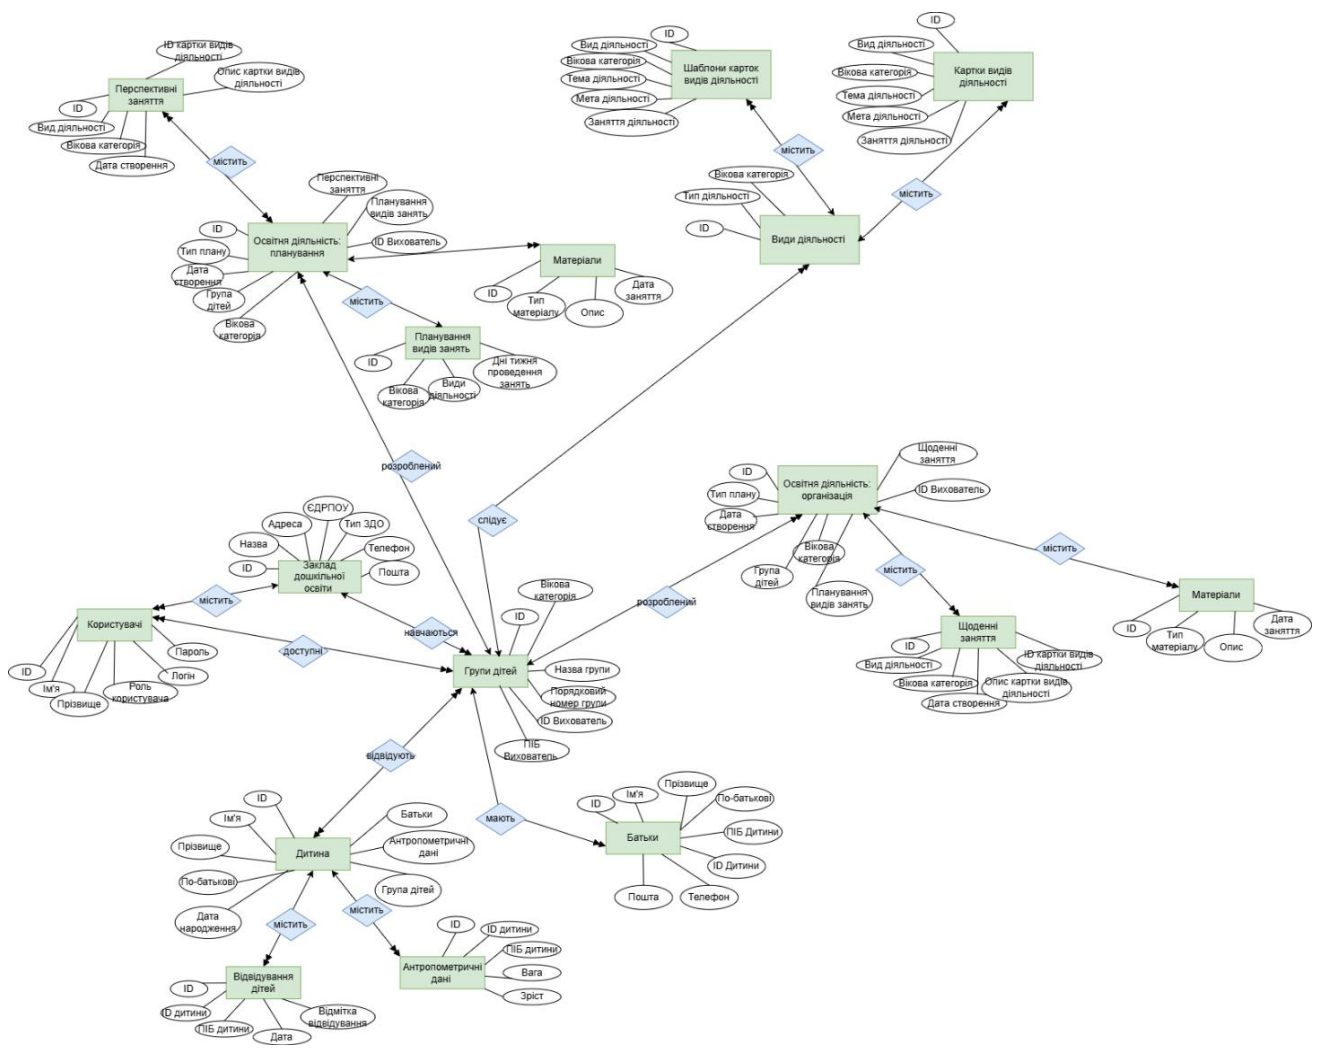 ID картки видів
діяльності
Опис картки видів
діяльності
Перспективні
заняття
ID
Вид діяльності
Вікова категорія
Дата створення
містить
ID
Вид діяльності
Вікова категорія
Тема діяльності
Мета діяльності
Заняття діяльності
Шаблони карток
видів діяльності
ID
Вид діяльності
Вікова категорія
Тема діяльності
Мета діяльності
Заняття діяльності
Картки видів
діяльності
містить
містить
Вікова категорія
Тип діяльності
ID
Види діяльності
Перспективні
заняття
Планування
видів занять
ID Вихователь
ID
Тип плану
Дата
створення
Група
дітей
Вікова
категорія
Освітня діяльність:
планування
Матеріали
ID
Тип
матеріалу
Опис
Дата
заняття
містить
Планування
видів занять
ID
Вікова
категорія
Види
діяльності
Дні тижня
проведення
занять
розроблений
слідує
Щоденні
заняття
ID
Тип плану
Дата
створення
Освітня діяльність:
організація
ID Вихователь
Група
дітей
Вікова
категорія
Планування
видів занять
містить
містить
розроблений
Матеріали
ID
Тип
матеріалу
Опис
Дата
заняття
Щоденні
заняття
ID
Вид діяльності
Вікова категорія
Дата створення
ID картки видів
діяльності
Опис картки видів
діяльності
ЄДРПОУ
Адреса
Тип ЗДО
Назва
Телефон
ID
Пошта
Заклад
дошкільної
освіти
містить
Користувачі
ID
Ім'я
Прізвище
Роль
користувача
Логін
Пароль
доступні
навчаються
Вікова
категорія
ID
Групи дітей
Назва групи
Порядковий
номер групи
ID Вихователь
ПІБ
Вихователь
відвідують
мають
ID
Ім'я
Прізвище
По-батькові
Дата
народження
Дитина
Батьки
Антропометричні
дані
Група дітей
ID
Ім'я
Прізвище
По-батькові
ПІБ Дитини
ID Дитини
Телефон
Пошта
Батьки
містить
містить
Відвідування
дітей
ID
ID дитини
ПІБ дитини
Дата
Відмітка
відвідування
Антропометричні
дані
ID
ID дитини
ПІБ дитини
Вага
Зріст